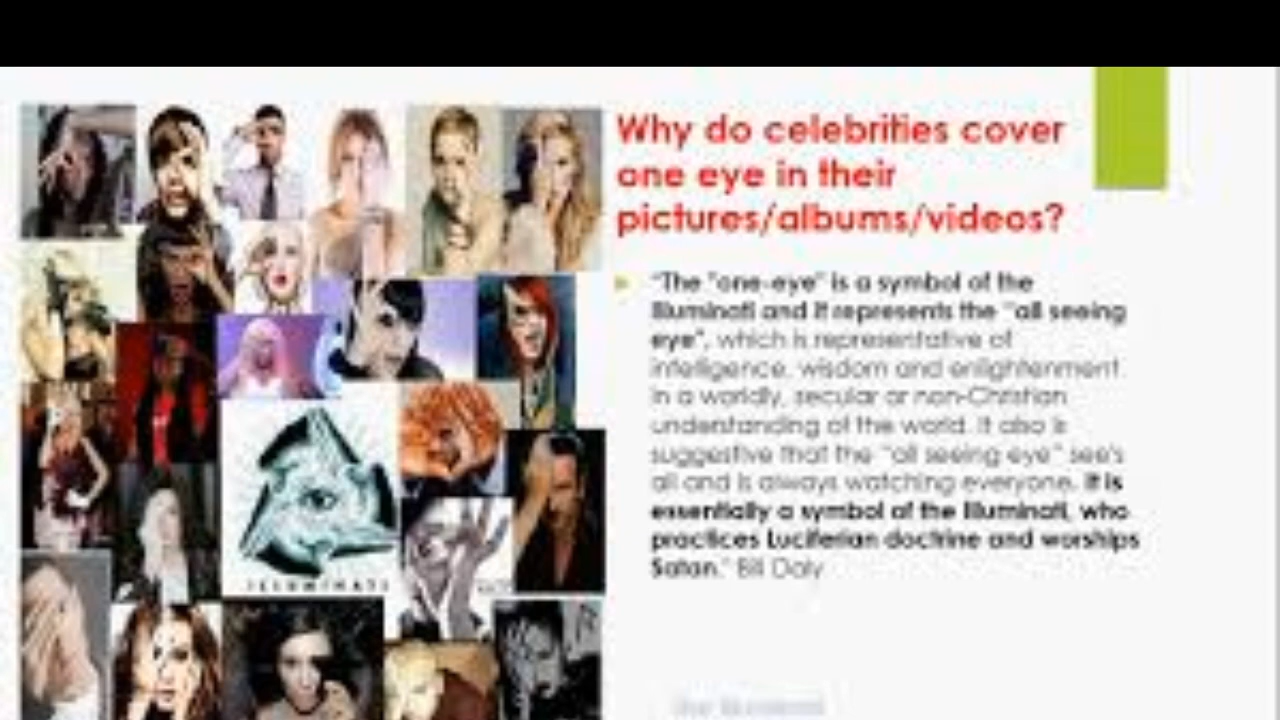 Why do celebrities cover
one eye in their
pictures/albums/videos?
"The "one-eye" is a symbol of the
Illuminati and it represents the "all seeing
eye", which is representative of
intelligence, wisdom and enlightenment
in a worldly, secular or non-Christian
understanding of the world. It also is
suggestive that the "all seeing eye" see's
all and is always watching everyone. It is
essentially a symbol of the Illuminati, who
practices Luciferian doctrine and worships
Satan." Bill Daly
ILLUMINATI